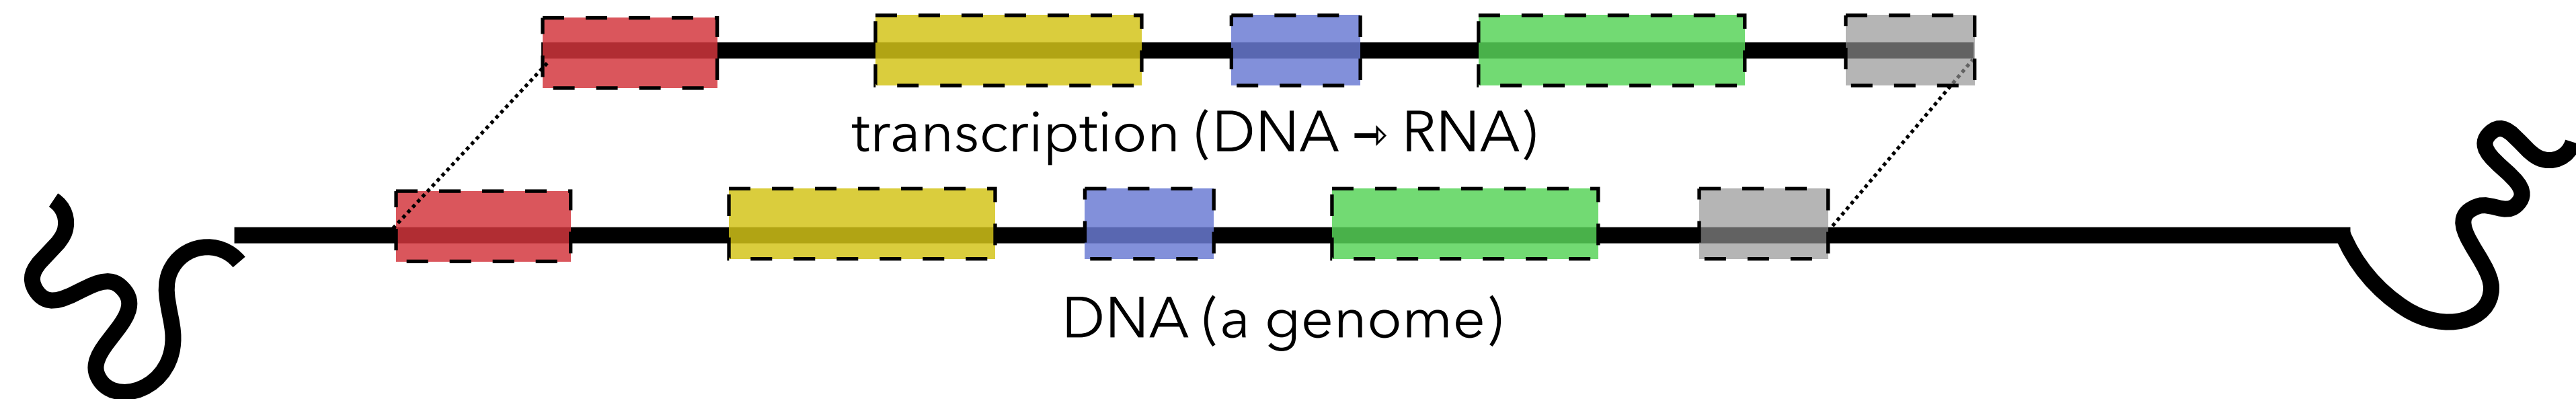 transcription (DNA → RNA)
DNA (a genome)